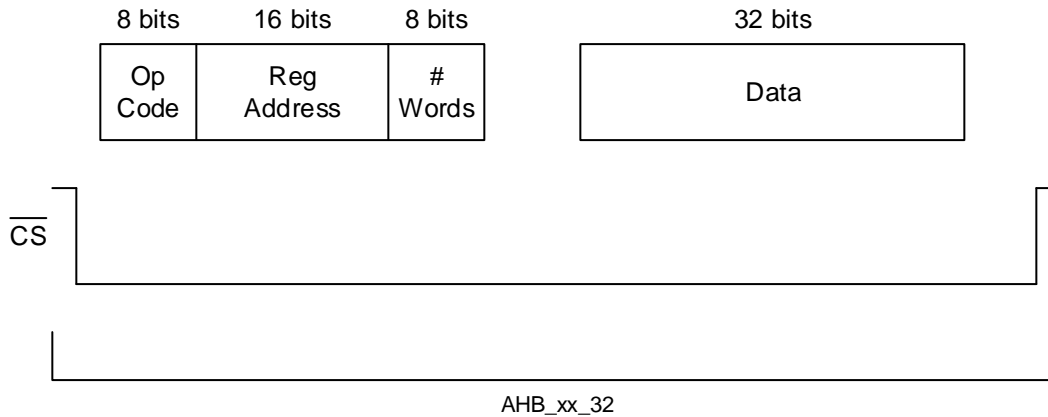 8 bits 16 bits 8 bits 32 bits
Op Reg # Data
Code Address Words
CS
AHB_xx_32